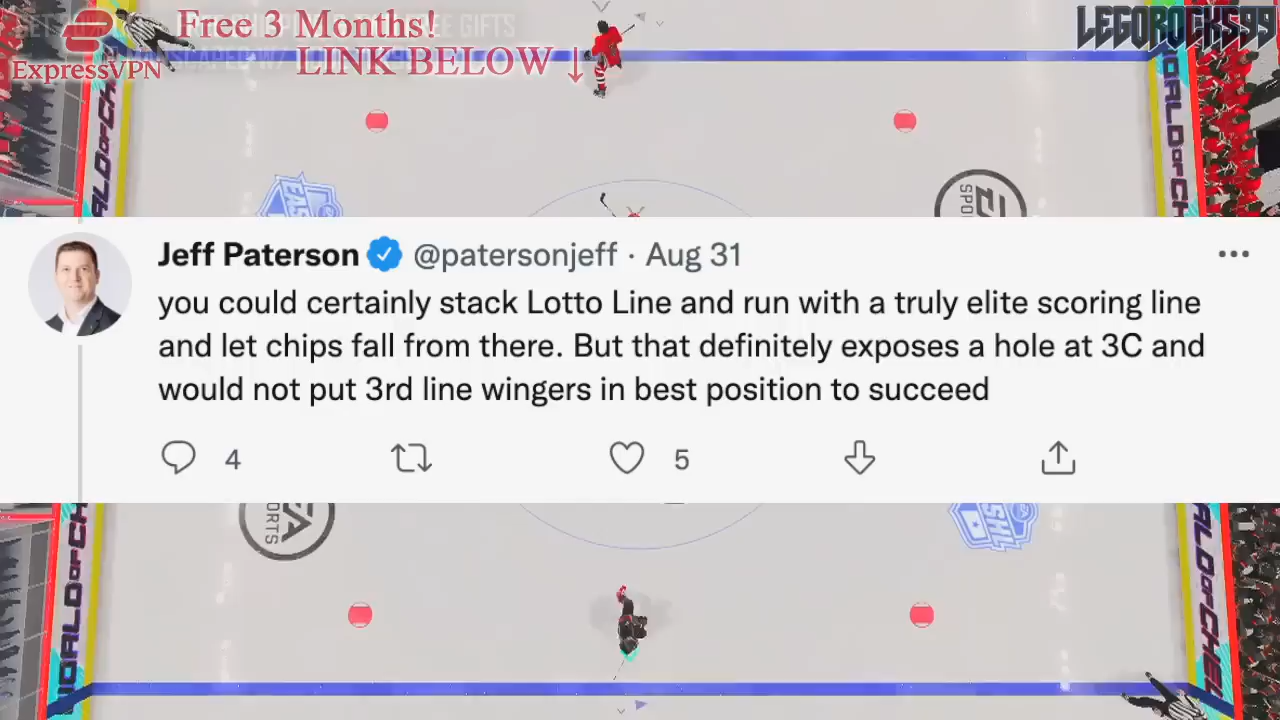 Free 3 Months!
LINK BELOW ↓
ExpressVPN
LEGOROCKS99
Jeff Paterson @patersonjeff · Aug 31
you could certainly stack Lotto Line and run with a truly elite scoring line
and let chips fall from there. But that definitely exposes a hole at 3C and
would not put 3rd line wingers in best position to succeed
4
5
EA
SPORTS